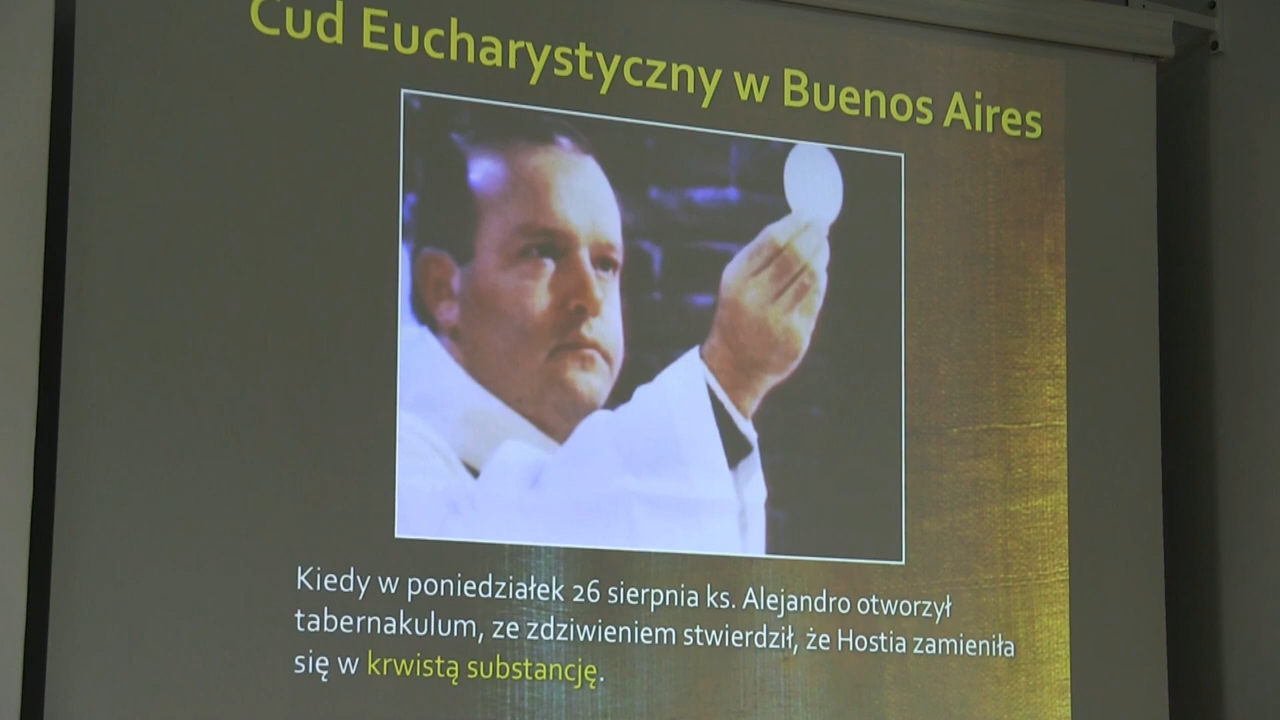 Cud Eucharystyczny w Buenos Aires
Kiedy w poniedziałek 26 sierpnia ks. Alejandro otworzył
tabernakulum, ze zdziwieniem stwierdził, że Hostia zamieniła
się w krwistą substancję.